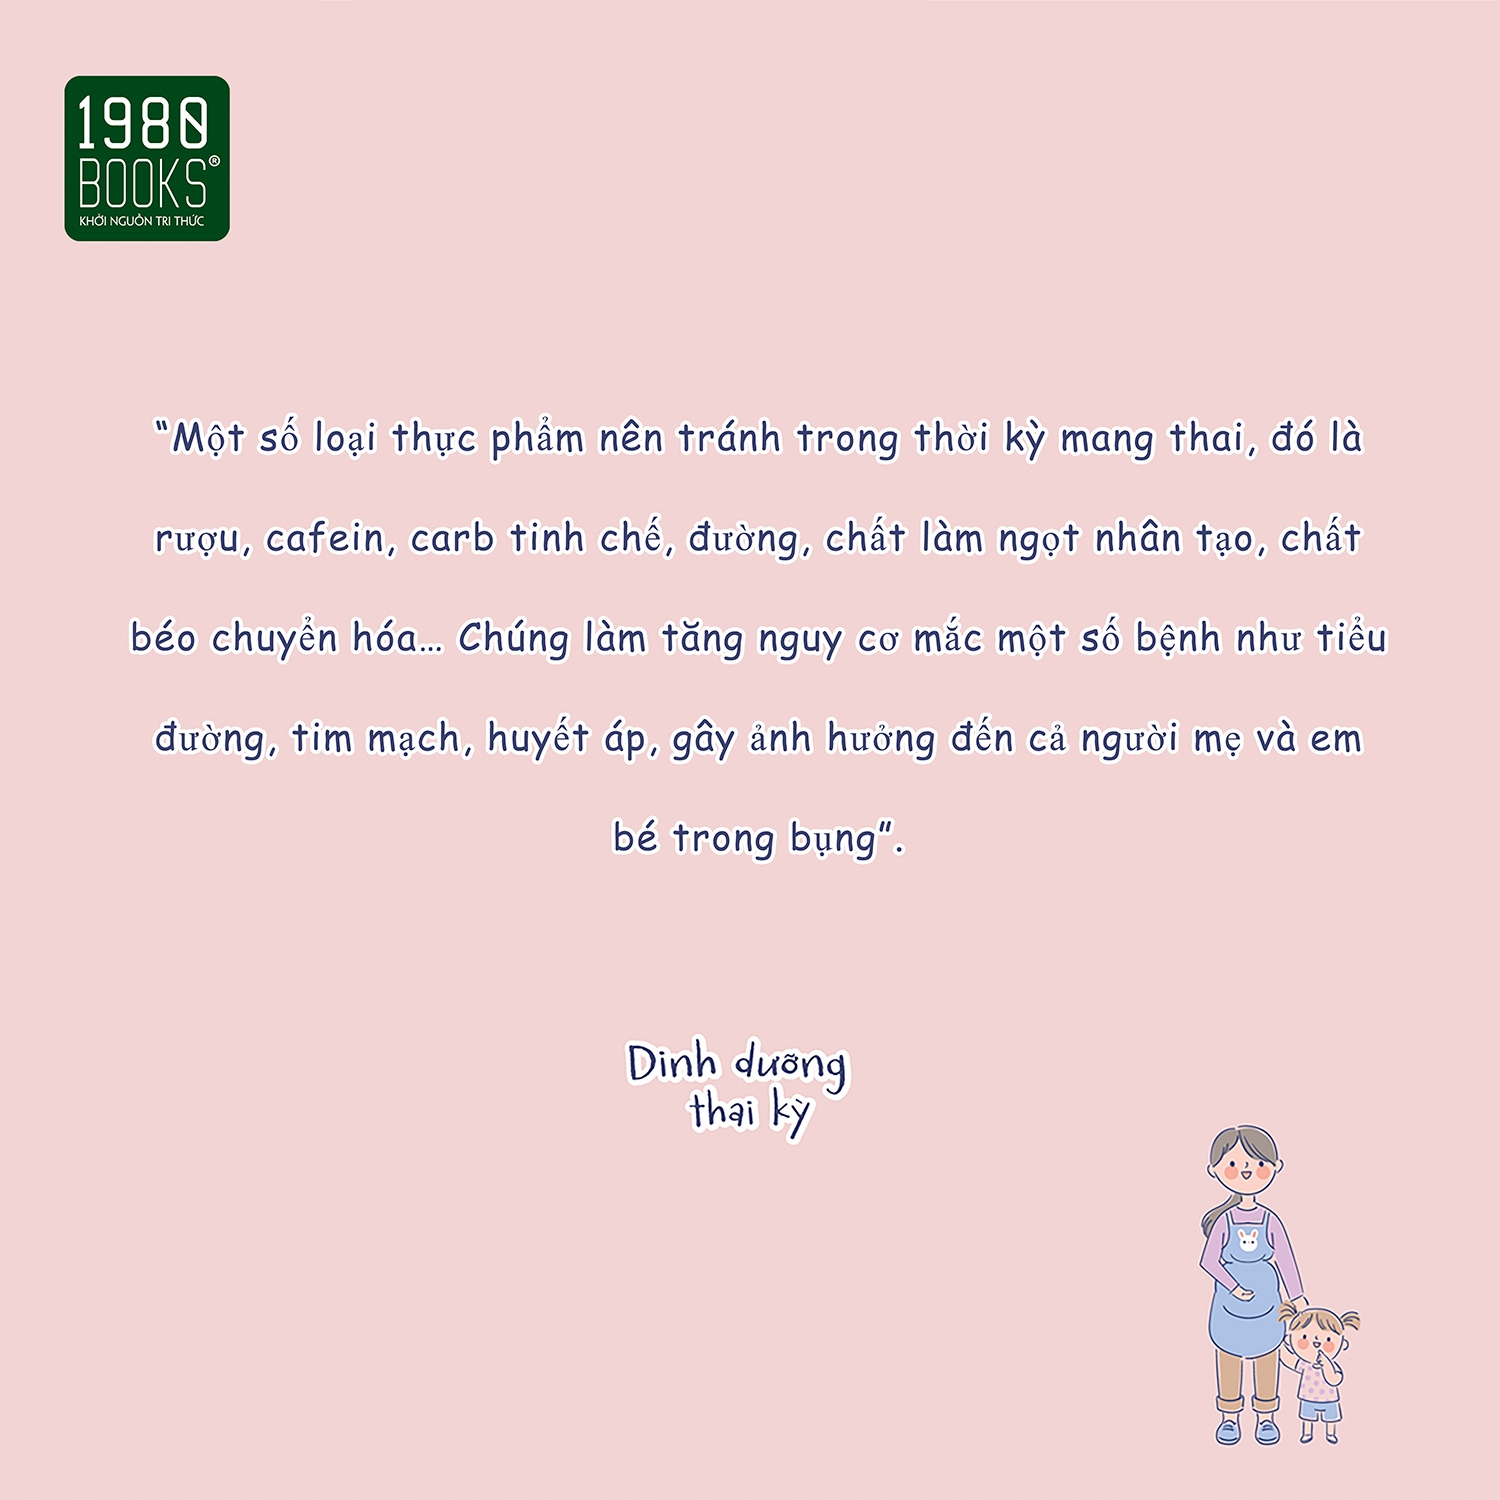 1980
BOOKS®
KHỞI NGUỒN TRI THỨC
“Một số loại thực phẩm nên tránh trong thời kỳ mang thai, đó là
rượu, cafein, carb tinh chế, đường, chất làm ngọt nhân tạo, chất
béo chuyển hóa... Chúng làm tăng nguy cơ mắc một số bệnh như tiểu
đường, tim mạch, huyết áp, gây ảnh hưởng đến cả người mẹ và em
bé trong bụng”.
Dinh dưỡng
thai kỳ